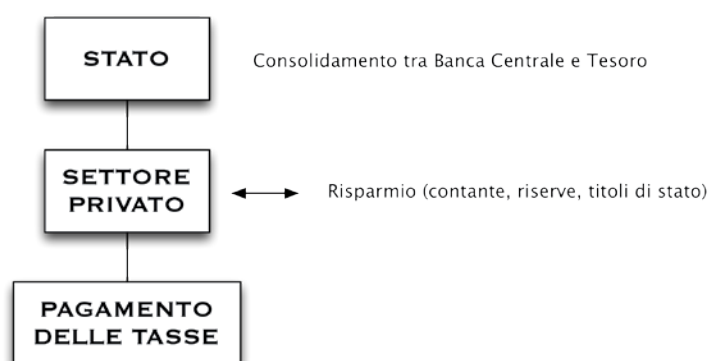 STATO
Consolidamento tra Banca Centrale e Tesoro
SETTORE
PRIVATO
Risparmio (contante, riserve, titoli di stato)
PAGAMENTO
DELLE TASSE